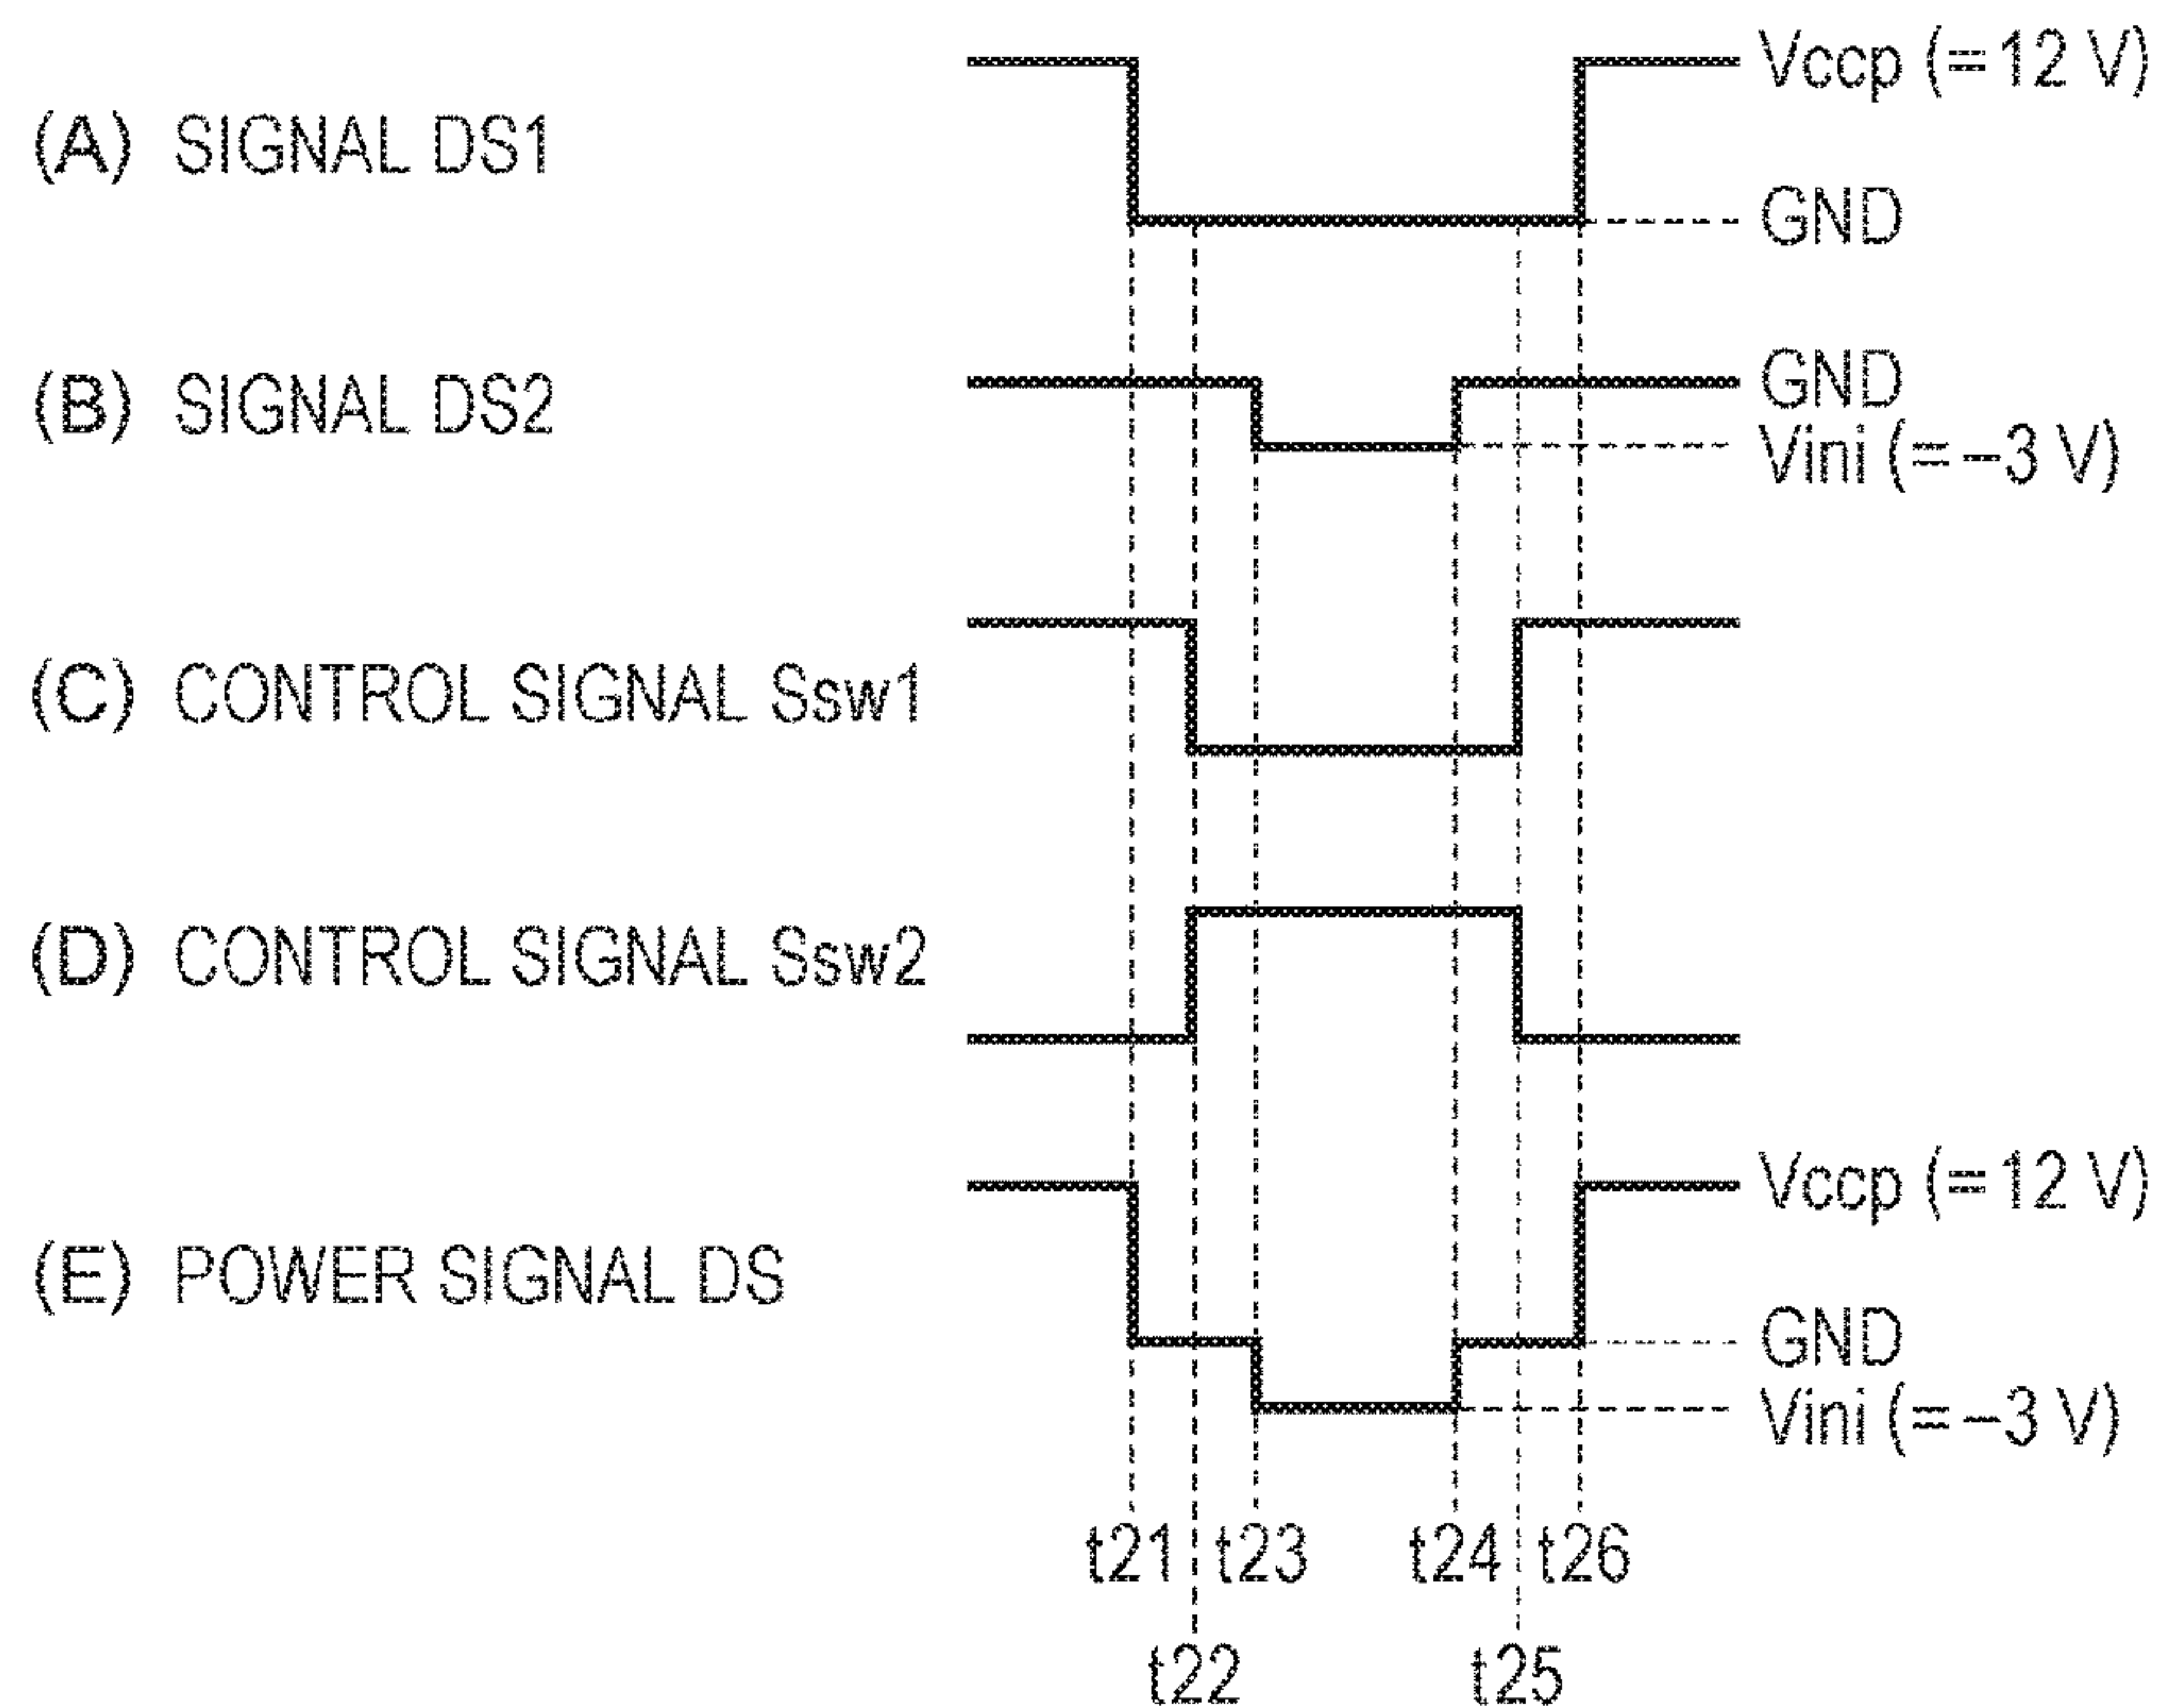 (A) SIGNAL DS1
Vccp (= 12 V)
GND
(B) SIGNAL DS2
GND
Vini (= –3 V)
(C) CONTROL SIGNAL Ssw1
(D) CONTROL SIGNAL Ssw2
(E) POWER SIGNAL DS
Vccp (= 12 V)
GND
Vini (= –3 V)
t21 t23 t24 t26
t22 t25